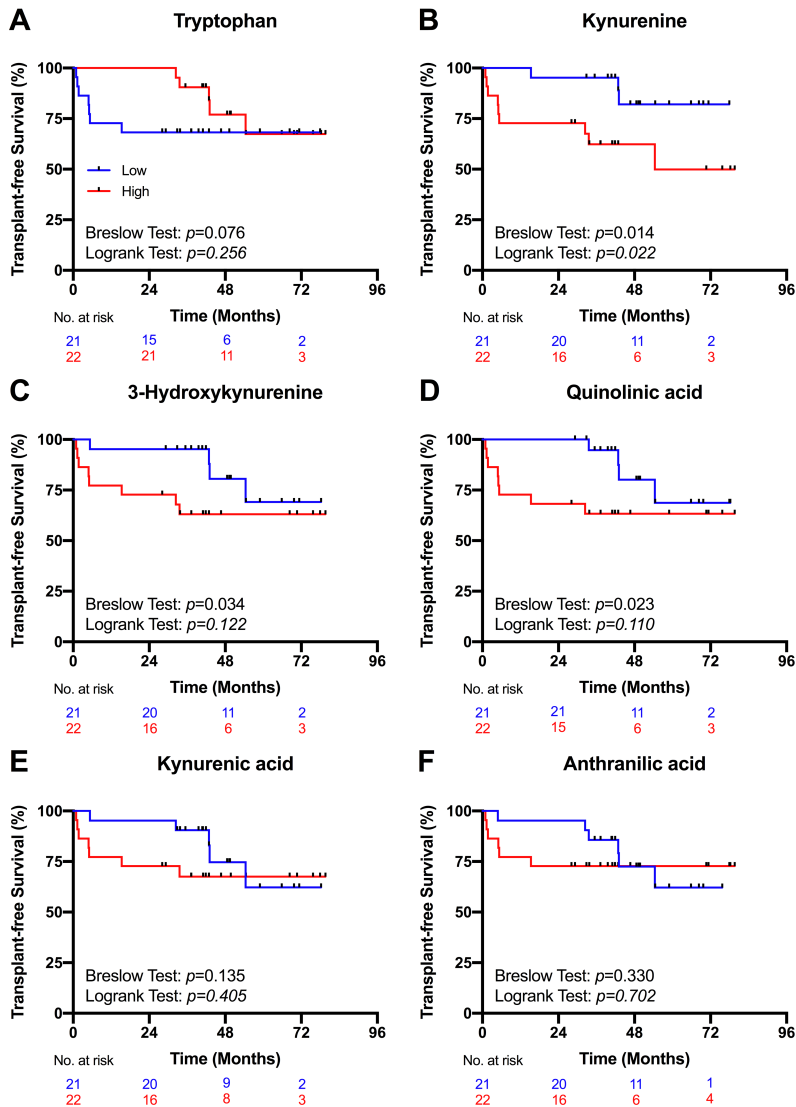 A
Tryptophan
Transplant-free Survival (%)
100
75
50
25
0
Low
High
Breslow Test: p=0.076
Logrank Test: p=0.256
0 24 48 72 96
No. at risk
Time (Months)
21 15 6 2
22 21 11 3
B
Kynurenine
Transplant-free Survival (%)
100
75
50
25
0
Breslow Test: p=0.014
Logrank Test: p=0.022
0 24 48 72 96
No. at risk
Time (Months)
21 20 11 2
22 16 6 3
C
3-Hydroxykynurenine
Transplant-free Survival (%)
100
75
50
25
0
Breslow Test: p=0.034
Logrank Test: p=0.122
0 24 48 72 96
No. at risk
Time (Months)
21 20 11 2
22 16 6 3
D
Quinolinic acid
Transplant-free Survival (%)
100
75
50
25
0
Breslow Test: p=0.023
Logrank Test: p=0.110
0 24 48 72 96
No. at risk
Time (Months)
21 21 11 2
22 15 6 3
E
Kynurenic acid
Transplant-free Survival (%)
100
75
50
25
0
Breslow Test: p=0.135
Logrank Test: p=0.405
0 24 48 72 96
No. at risk
Time (Months)
21 20 9 2
22 16 8 3
F
Anthranilic acid
Transplant-free Survival (%)
100
75
50
25
0
Breslow Test: p=0.330
Logrank Test: p=0.702
0 24 48 72 96
No. at risk
Time (Months)
21 20 11 1
22 16 6 4